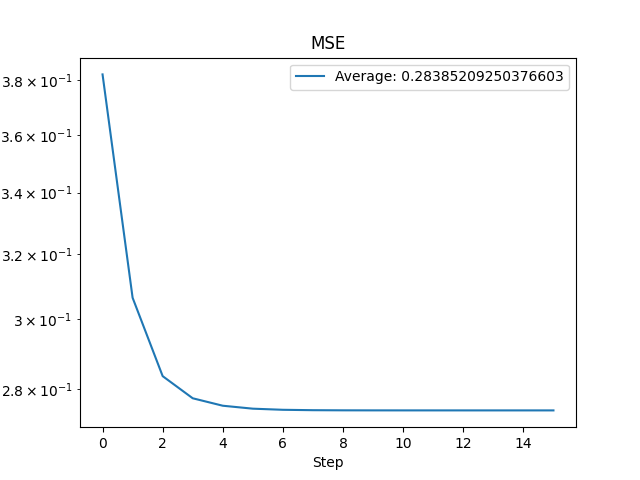 MSE
Average: 0.28385209250376603
3.8 × 10⁻¹
3.6 × 10⁻¹
3.4 × 10⁻¹
3.2 × 10⁻¹
3 × 10⁻¹
2.8 × 10⁻¹
0 2 4 6 8 10 12 14
Step